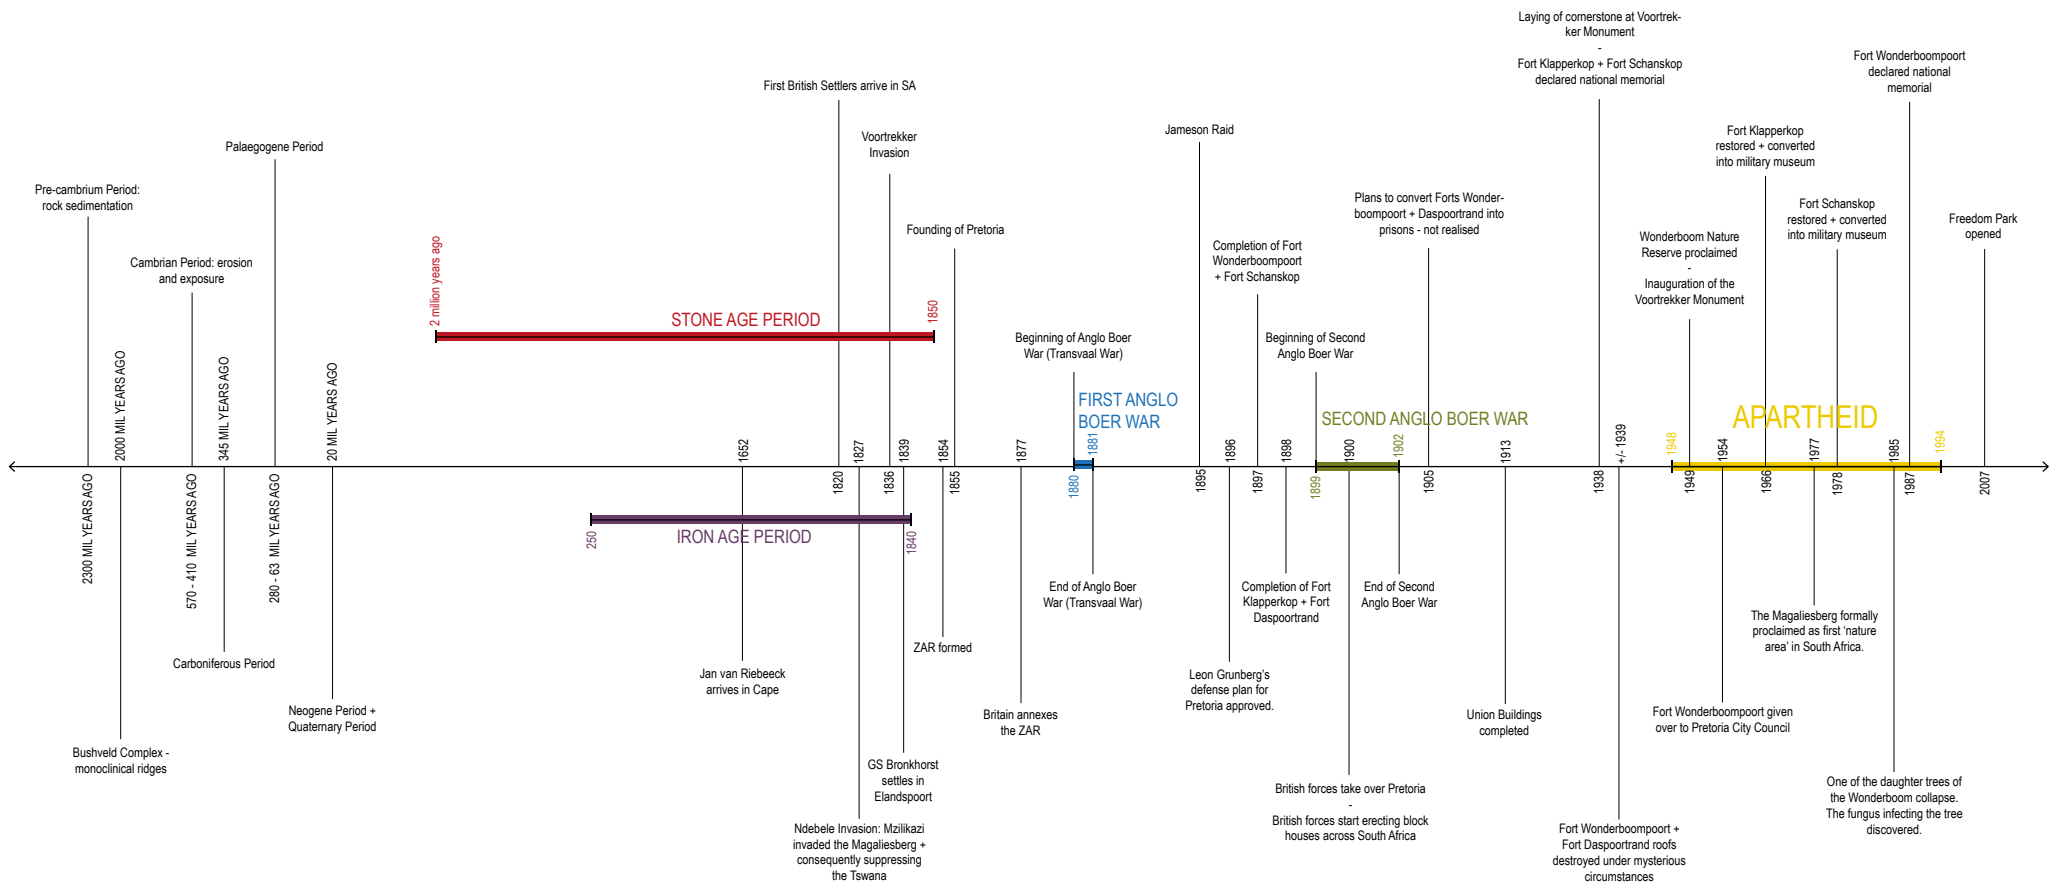 Pre-cambrium Period:
rock sedimentation
2300 MIL YEARS AGO
2000 MIL YEARS AGO
Bushveld Complex -
monoclinical ridges
Cambrian Period: erosion
and exposure
570 - 410 MIL YEARS AGO
345 MIL YEARS AGO
Carboniferous Period
Palaegogene Period
280 - 63 MIL YEARS AGO
20 MIL YEARS AGO
Neogene Period +
Quaternary Period
2 million years ago
STONE AGE PERIOD
1850
250
IRON AGE PERIOD
1840
1652
Jan van Riebeeck
arrives in Cape
First British Settlers arrive in SA
1820
1827
Ndebele Invasion: Mzilikazi
invaded the Magaliesberg +
consequently suppressing
the Tswana
Voortrekker
Invasion
1836
1839
GS Bronkhorst
settles in
Elandspoort
1854
ZAR formed
Founding of Pretoria
1855
1877
Britain annexes
the ZAR
Beginning of Anglo Boer
War (Transvaal War)
FIRST ANGLO
BOER WAR
1880
1881
End of Anglo Boer
War (Transvaal War)
Jameson Raid
1895
1896
Leon Grunberg's
defense plan for
Pretoria approved.
Completion of Fort
Wonderboompoort
+ Fort Schanskop
1897
1898
Completion of Fort
Klapperkop + Fort
Daspoortrand
Beginning of Second
Anglo Boer War
SECOND ANGLO BOER WAR
1899
1900
British forces take over Pretoria
-
British forces start erecting block
houses across South Africa
1902
End of Second
Anglo Boer War
Plans to convert Forts Wonder-
boompoort + Daspoortrand into
prisons - not realised
1905
1913
Union Buildings
completed
Laying of cornerstone at Voortrek-
ker Monument
-
Fort Klapperkop + Fort Schanskop
declared national memorial
1938
+/- 1939
Fort Wonderboompoort +
Fort Daspoortrand roofs
destroyed under mysterious
circumstances
APARTHEID
1948
1994
Wonderboom Nature
Reserve proclaimed
-
Inauguration of the
Voortrekker Monument
1949
1954
Fort Wonderboompoort given
over to Pretoria City Council
Fort Klapperkop
restored + converted
into military museum
1966
1977
The Magaliesberg formally
proclaimed as first 'nature
area' in South Africa.
Fort Schanskop
restored + converted
into military museum
1978
1985
One of the daughter trees of
the Wonderboom collapse.
The fungus infecting the tree
discovered.
Fort Wonderboompoort
declared national
memorial
1987
Freedom Park
opened
2007